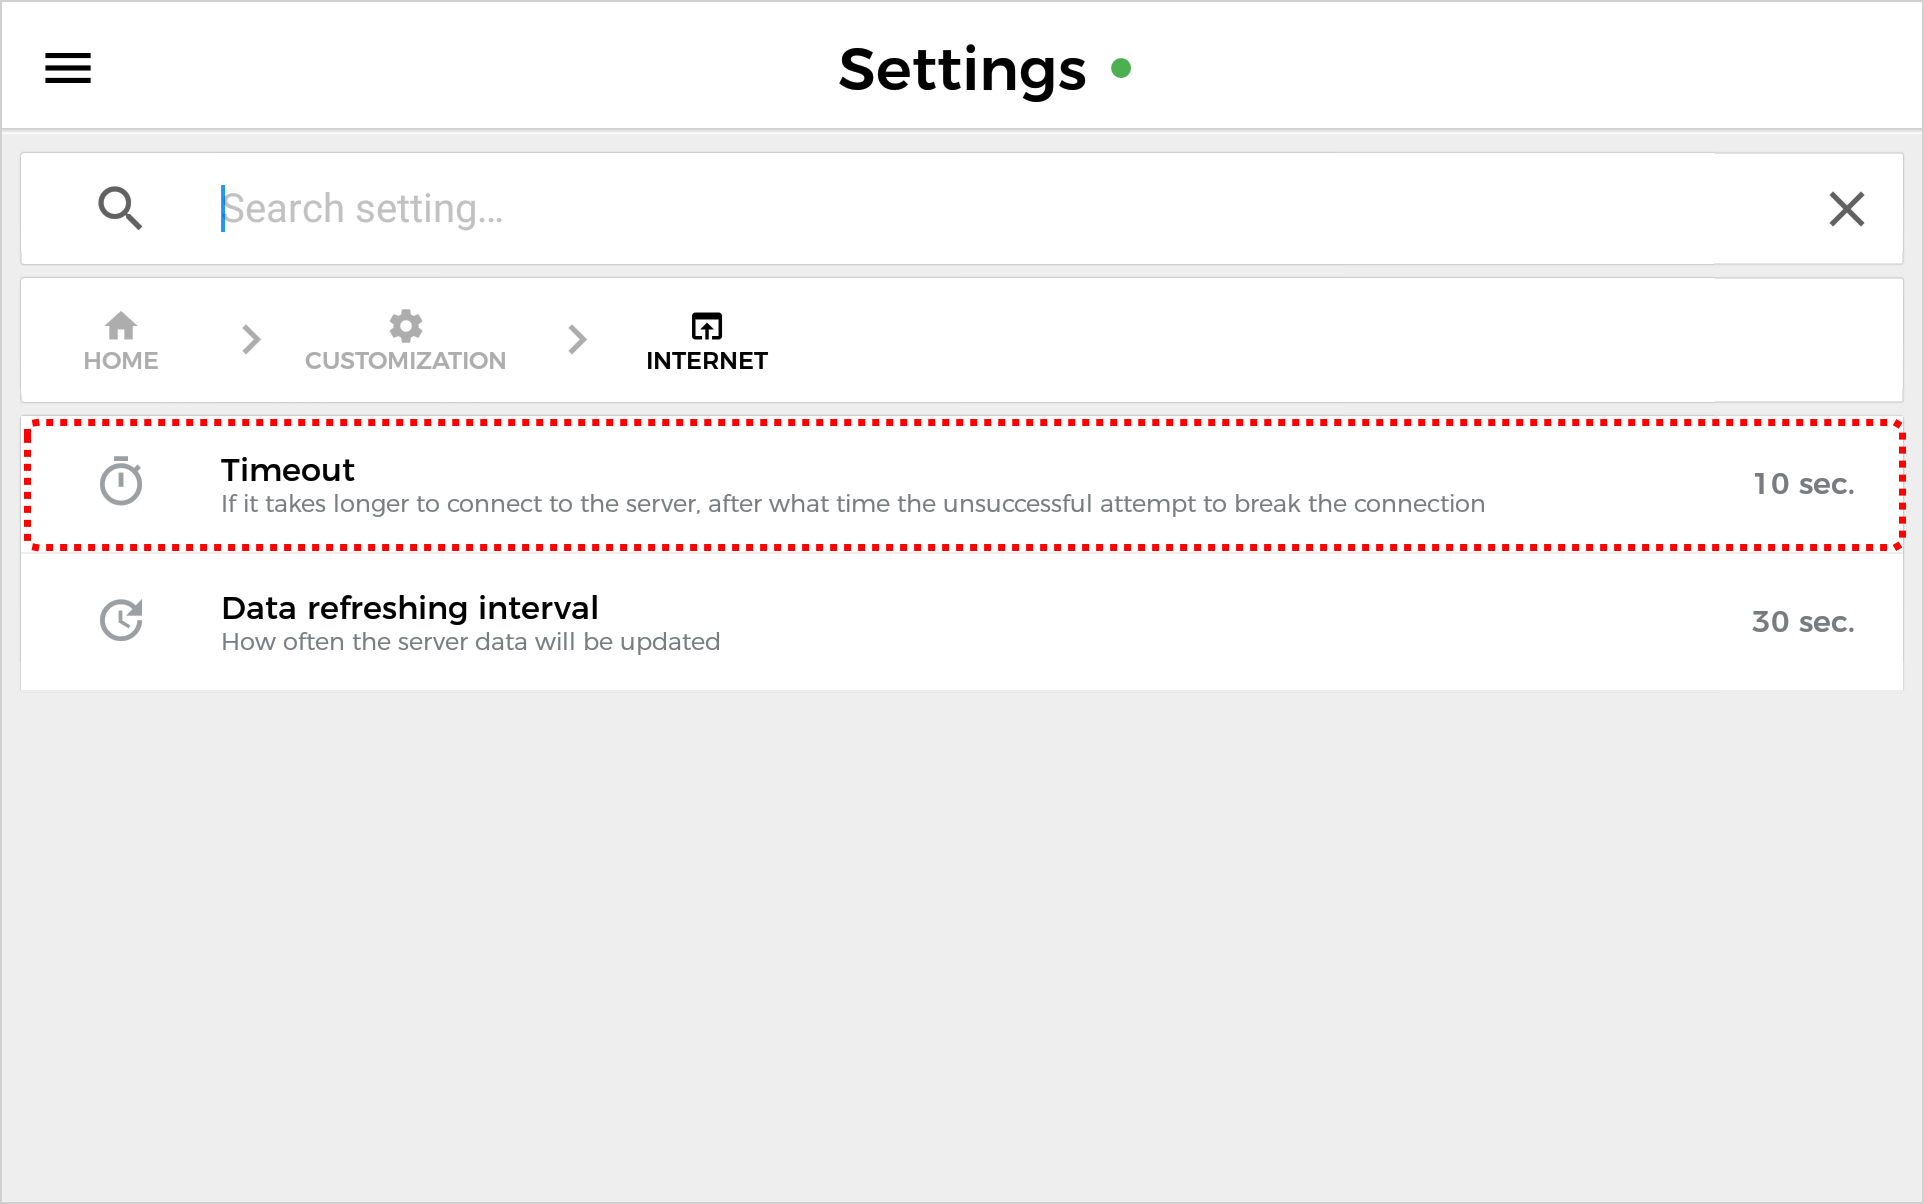 Settings
Search setting...
HOME
CUSTOMIZATION
INTERNET
Timeout
If it takes longer to connect to the server, after what time the unsuccessful attempt to break the connection
10 sec.
Data refreshing interval
How often the server data will be updated
30 sec.